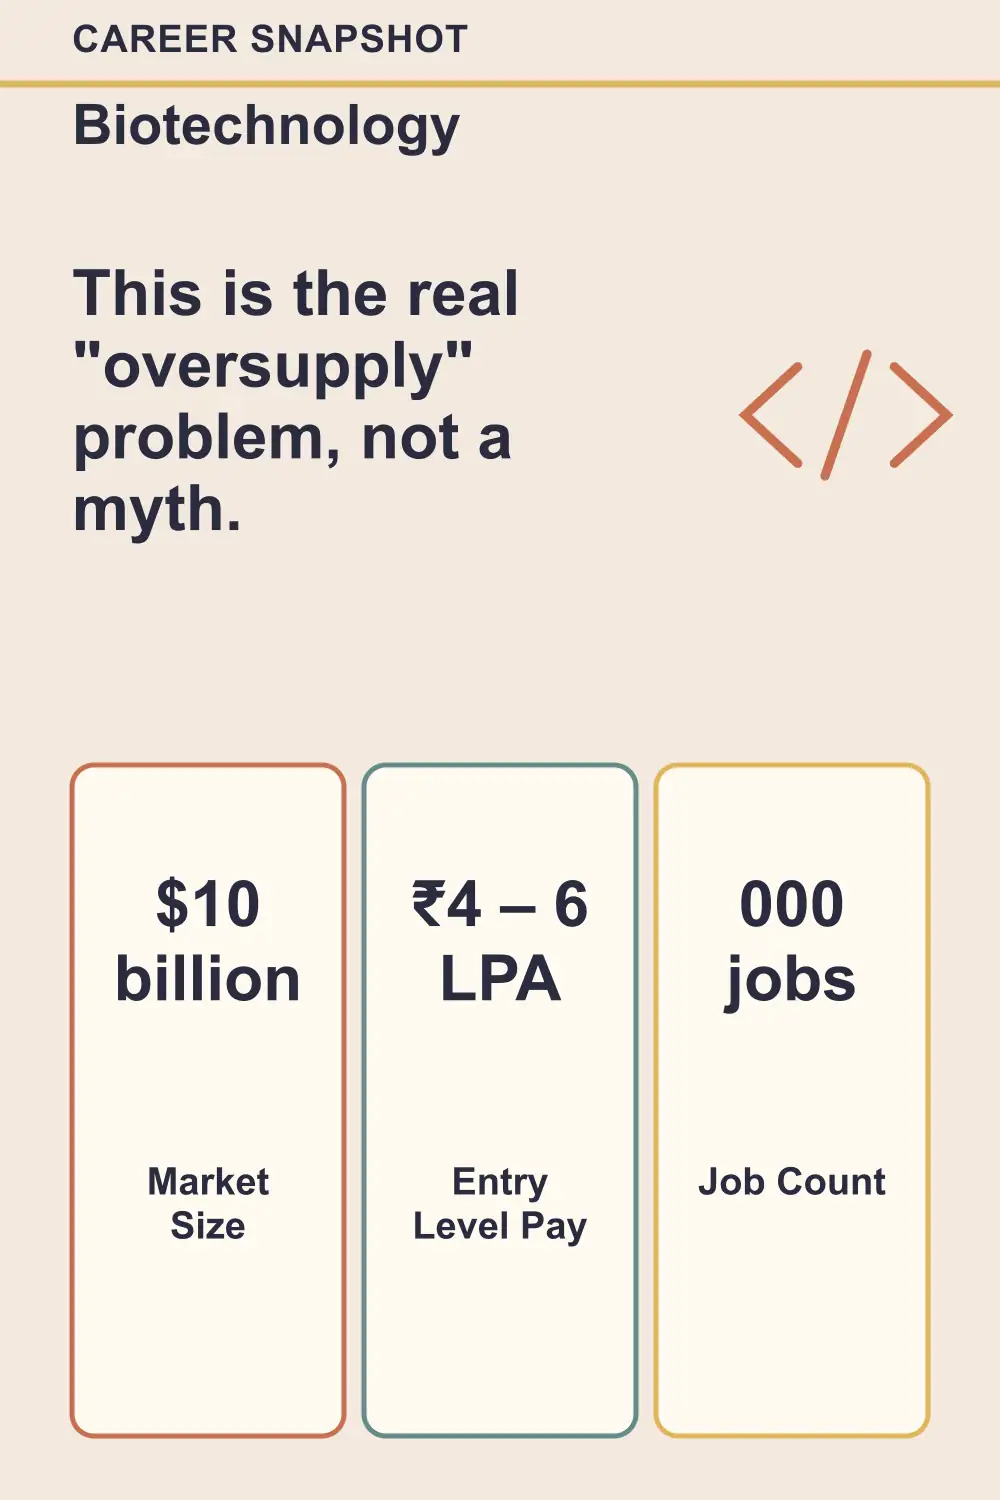 CAREER SNAPSHOT
Biotechnology
This is the real
"oversupply"
problem, not a
myth.
$10
billion
Market
Size
₹4 – 6
LPA
Entry
Level Pay
000
jobs
Job Count